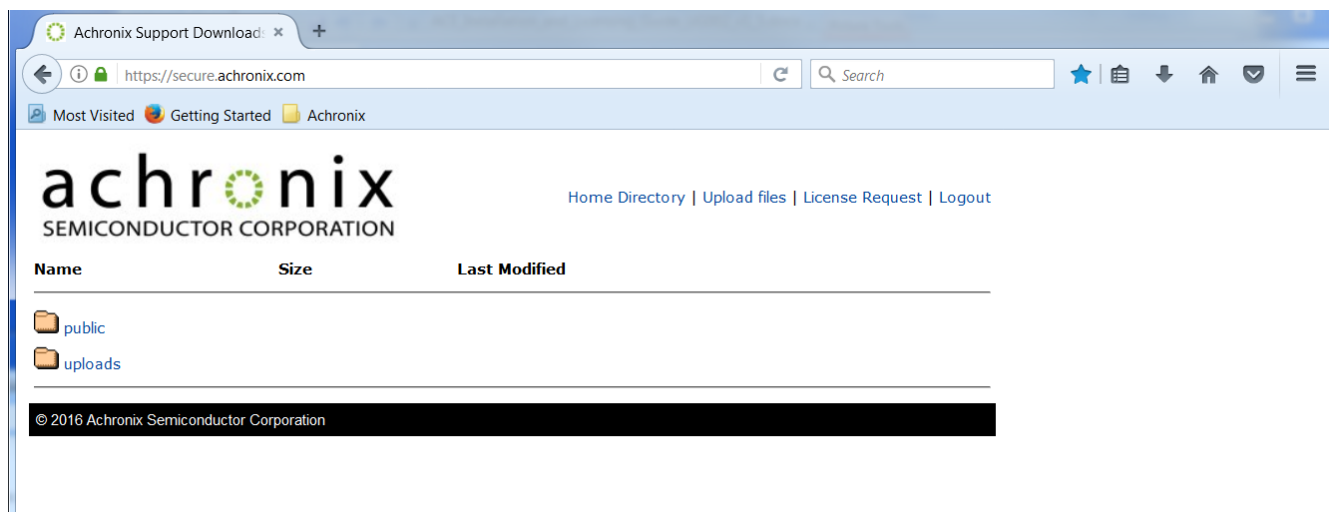 Achronix Support Download
https://secure.achronix.com
Search
Most Visited Getting Started Achronix
achronix
SEMICONDUCTOR CORPORATION
Home Directory | Upload files | License Request | Logout
Name Size Last Modified
public
uploads
© 2016 Achronix Semiconductor Corporation